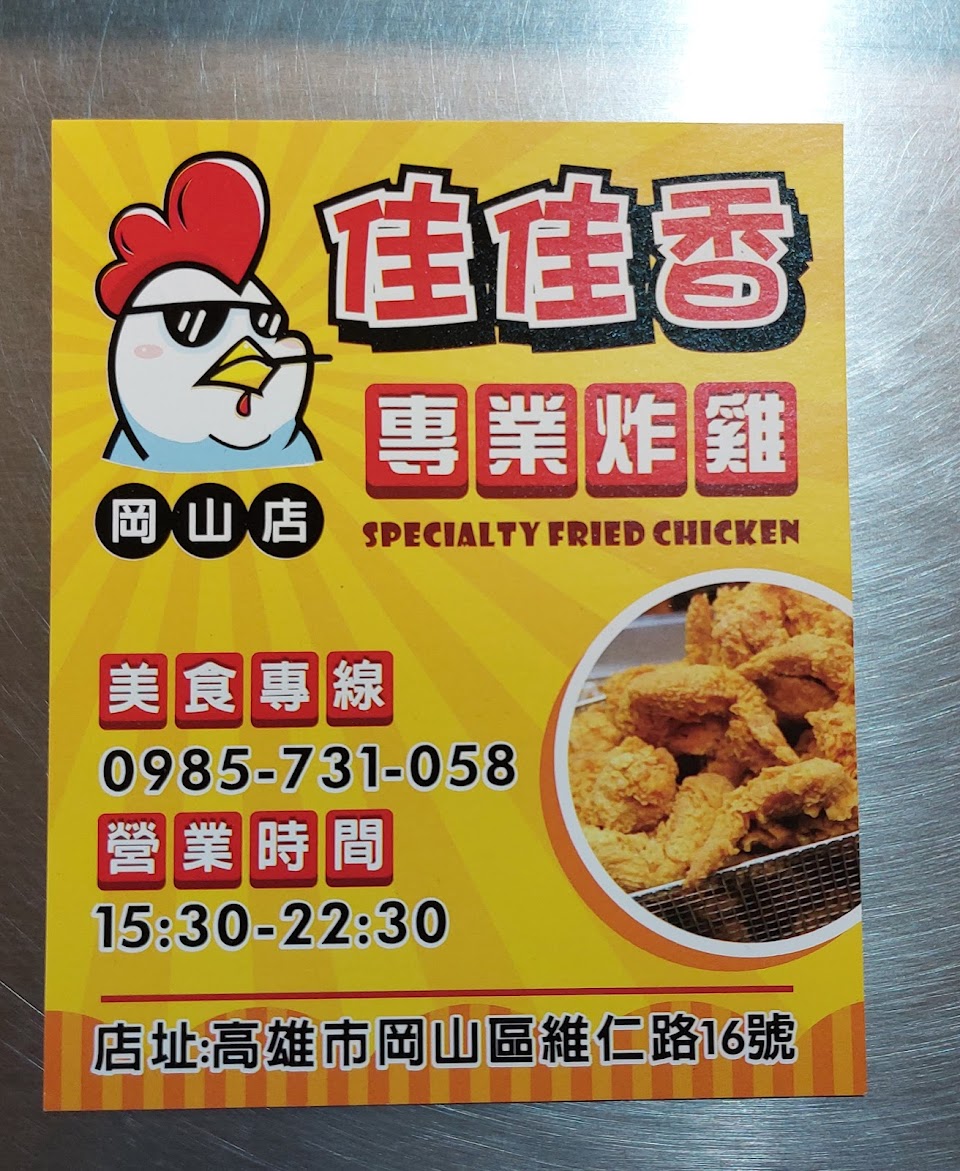 佳佳香
專業炸雞
SPECIALTY FRIED CHICKEN
岡山店
美食專線
0985-731-058
營業時間
15:30-22:30
店址:高雄市岡山區維仁路16號